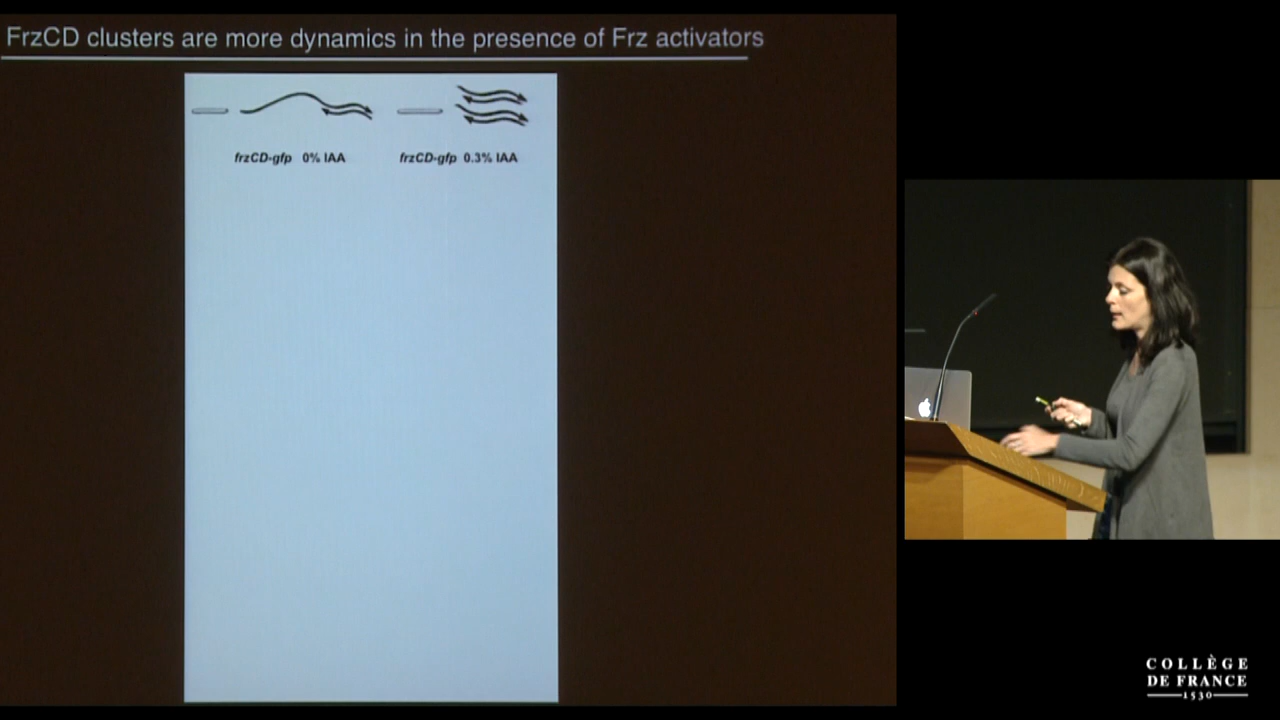 FrzCD clusters are more dynamics in the presence of Frz activators
frzCD-gfp 0% IAA
frzCD-gfp 0.3% IAA
COLLÈGE
DE FRANCE
1530